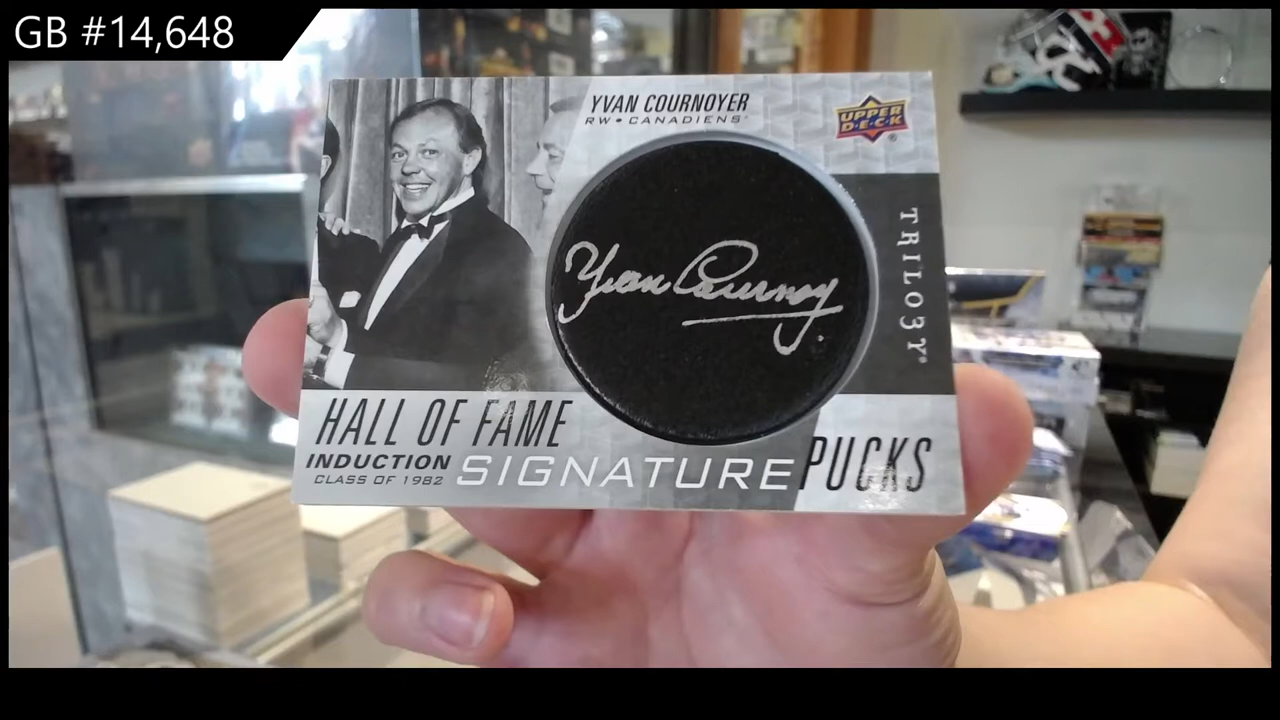 GB #14,648
YVAN COURNOYER
RW • CANADIENS
UPPER
D·E·C·K
TRILOGY
Yvan Cournoyer
HALL OF FAME
INDUCTION
CLASS OF 1982
SIGNATURE
PUCKS